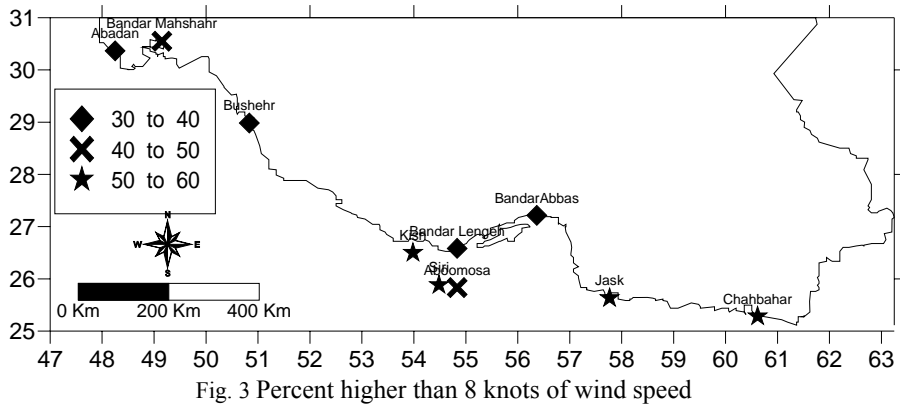 31
Bandar Mahshahr
Abadan
30
30 to 40
Bushehr
29
40 to 50
28
50 to 60
N
BandarAbbas
27
Bandar Lengeh
Kish
W E
S
Siri
26
Abomosa
Jask
Chahbahar
0 Km 200 Km 400 Km
25
47 48 49 50 51 52 53 54 55 56 57 58 59 60 61 62 63
Fig. 3 Percent higher than 8 knots of wind speed